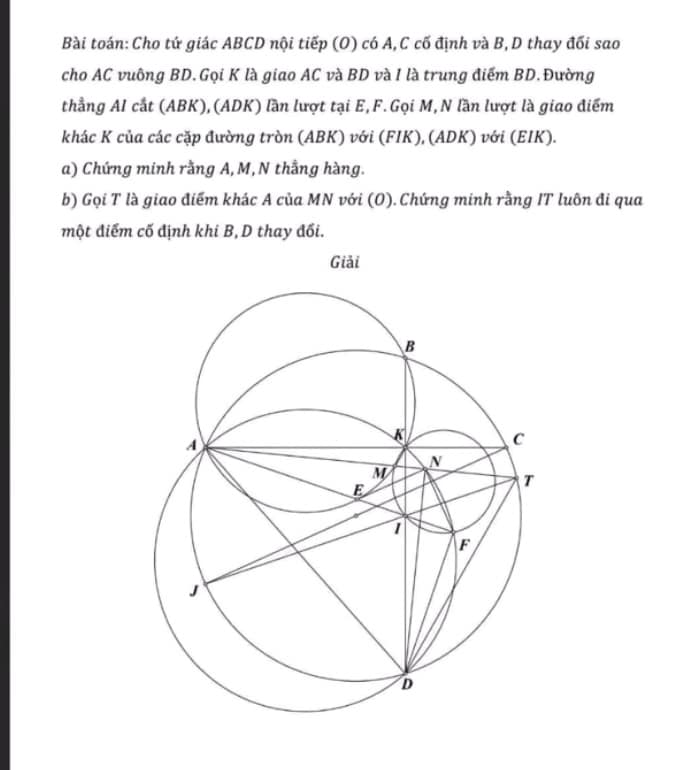 Bài toán: Cho tứ giác ABCD nội tiếp (O) có A, C cố định và B, D thay đổi sao
cho AC vuông BD. Gọi K là giao AC và BD và I là trung điểm BD. Đường
thẳng AI cắt (ABK), (ADK) lần lượt tại E, F. Gọi M, N lần lượt là giao điểm
khác K của các cặp đường tròn (ABK) với (FIK), (ADK) với (EIK).
a) Chứng minh rằng A, M, N thẳng hàng.
b) Gọi T là giao điểm khác A của MN với (O). Chứng minh rằng IT luôn đi qua
một điểm cố định khi B, D thay đổi.
Giải
B
A
K
C
M
N
T
E
I
F
J
D